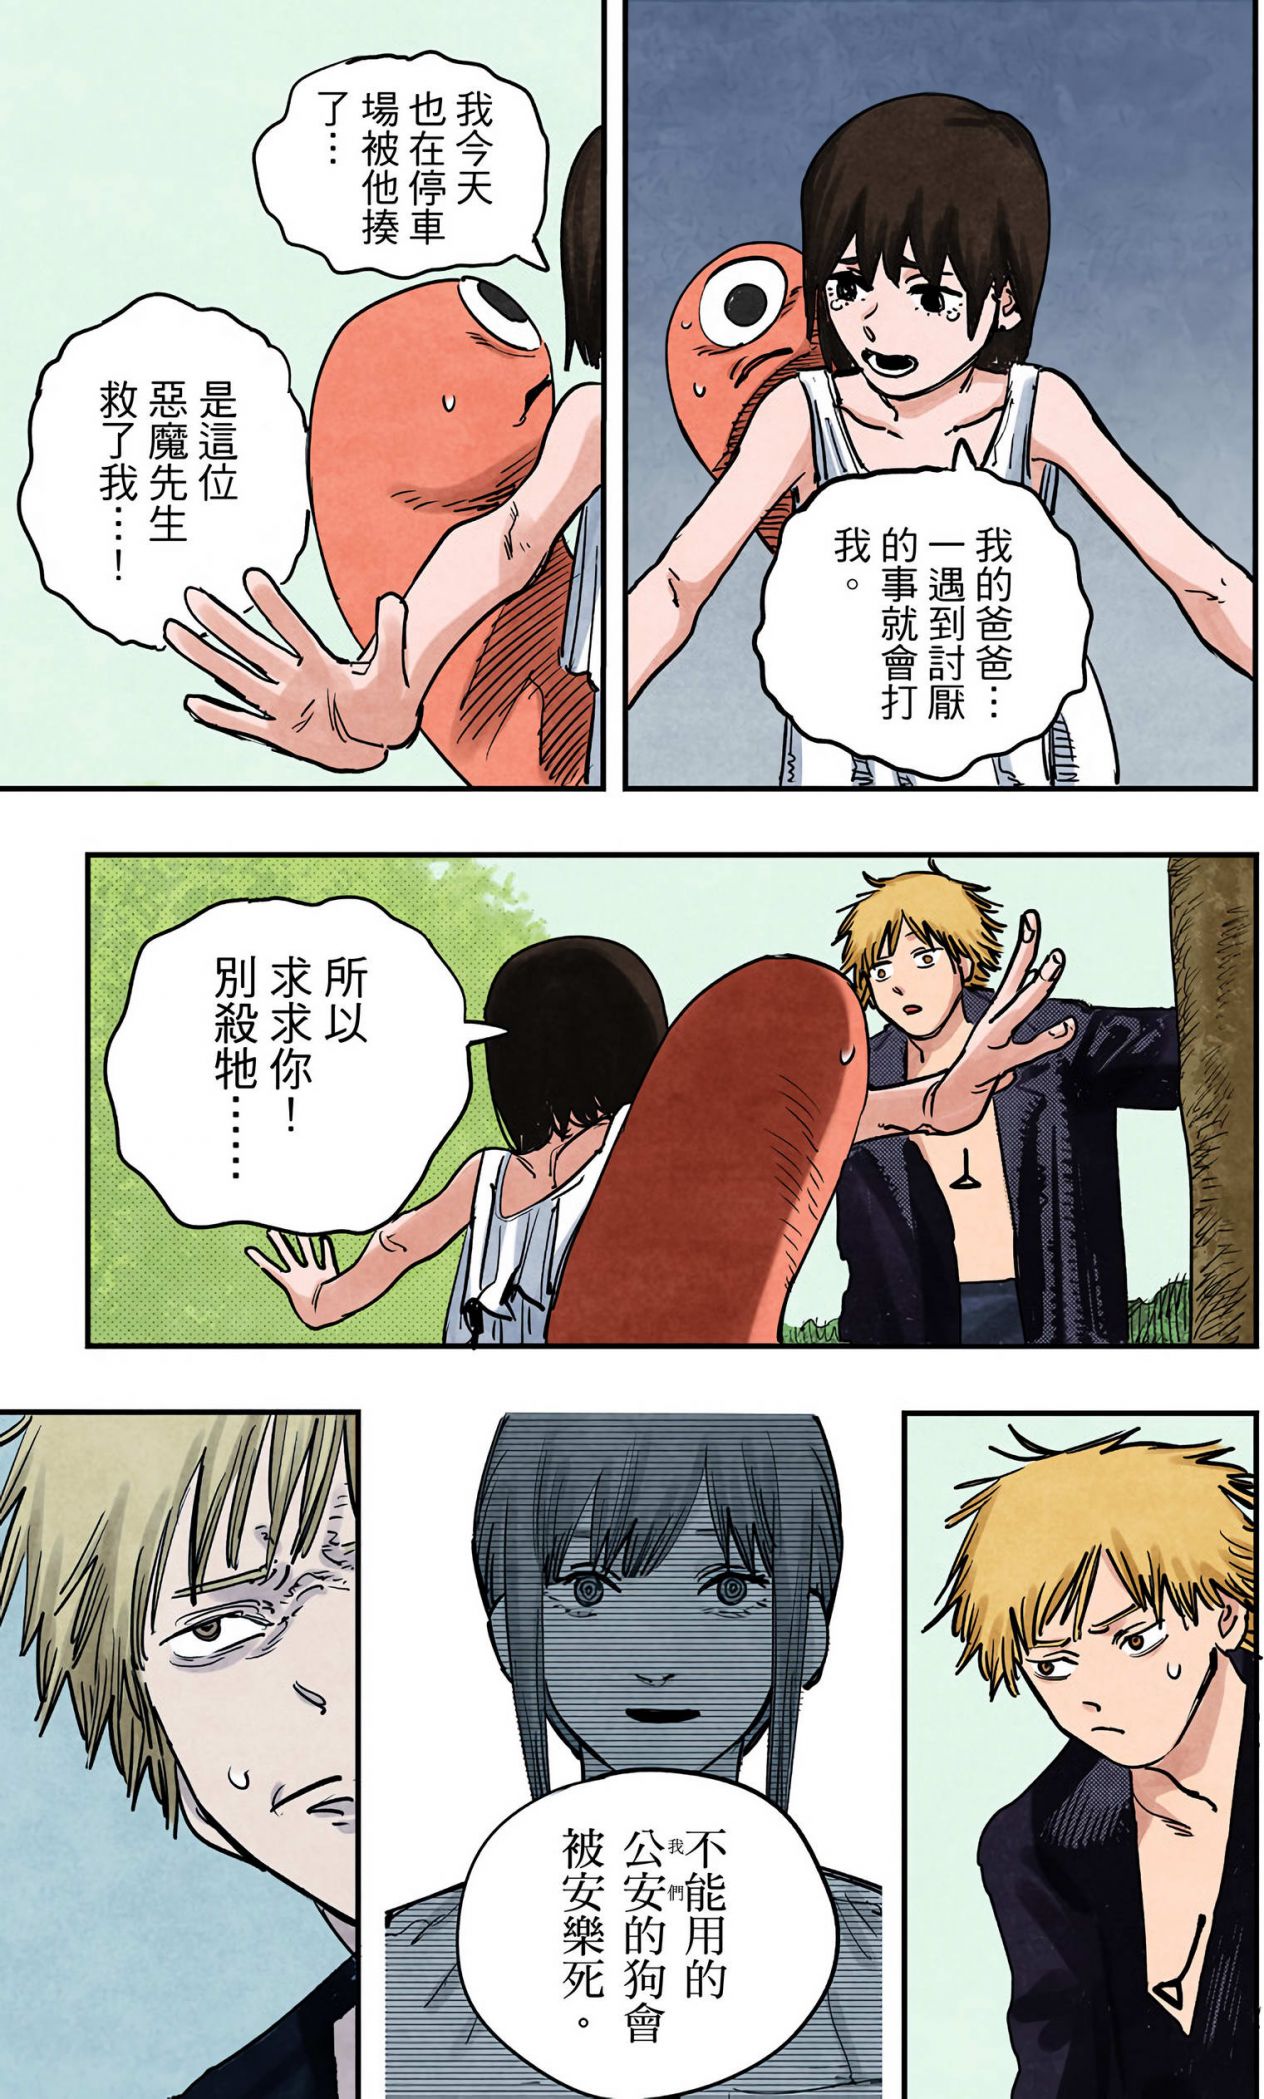 我的爸爸…
一遇到討厭
的事就會打
我。
我今天
也在停車
場被他揍
了…
是這位
惡魔先生
救了我…！
所以
求求你！
別殺牠……
不能用的
我們
公安的狗會
被安樂死。